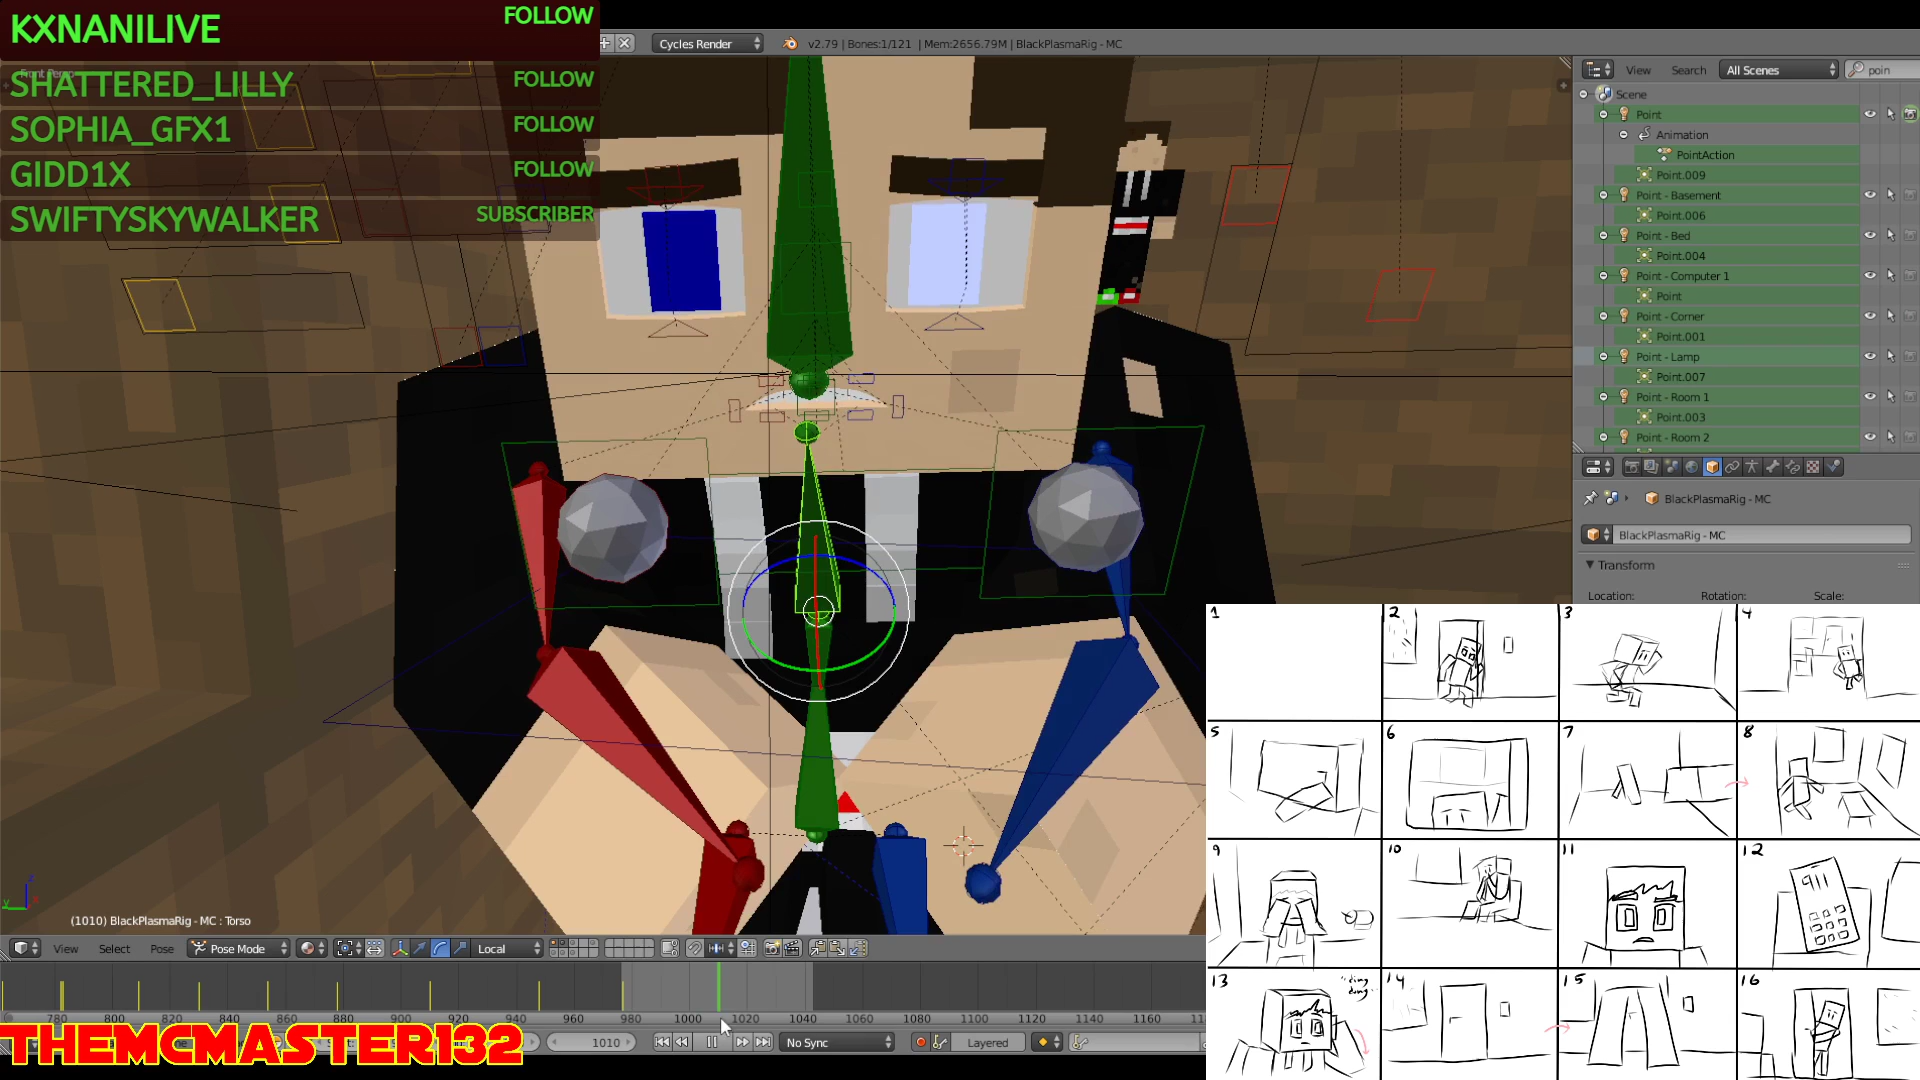 KXNANILIVE FOLLOW
SHATTERED_LILLY FOLLOW
SOPHIA_GFX1 FOLLOW
GIDD1X FOLLOW
SWIFTYSKYWALKER SUBSCRIBER
Cycles Render
v2.79 | Bones:1/121 | Mem:2656.79M | BlackPlasmaRig - MC
View Search All Scenes poin
Scene
Point
Animation
PointAction
Point.009
Point - Basement
Point.006
Point - Bed
Point.004
Point - Computer 1
Point
Point - Corner
Point.001
Point - Lamp
Point.007
Point - Room 1
Point.003
Point - Room 2
BlackPlasmaRig - MC
BlackPlasmaRig - MC
Transform
Location: Rotation: Scale:
1 2 3 4
5 6 7 8
9 10 11 12
911
13 14 15 16
"ding dong"
(1010) BlackPlasmaRig - MC : Torso
View Select Pose Pose Mode Local
780 800 820 840 860 880 900 920 940 960 980 1000 1020 1040 1060 1080 1100 1120 1140 1160
1010 No Sync Layered
THEMCMASTER132